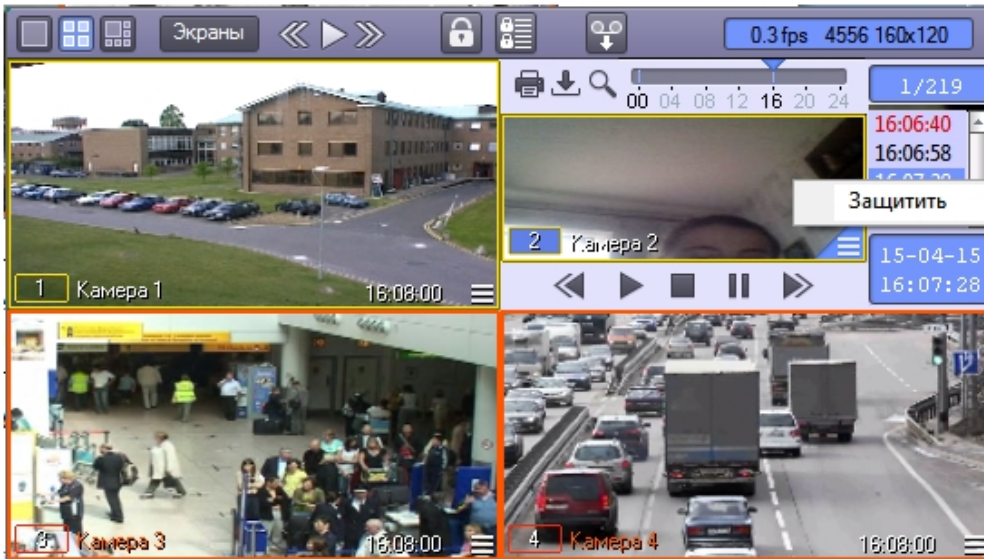 Экраны
0.3 fps 4556 160x120
00 04 08 12 16 20 24
1/219
16:06:40
16:06:58
Защитить
2 Камера 2
15-04-15
16:07:28
1 Камера 1 16:08:00
3 Камера 3 16:08:00
4 Камера 4 16:08:00